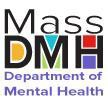 Mass
DMH
Department of
Mental Health